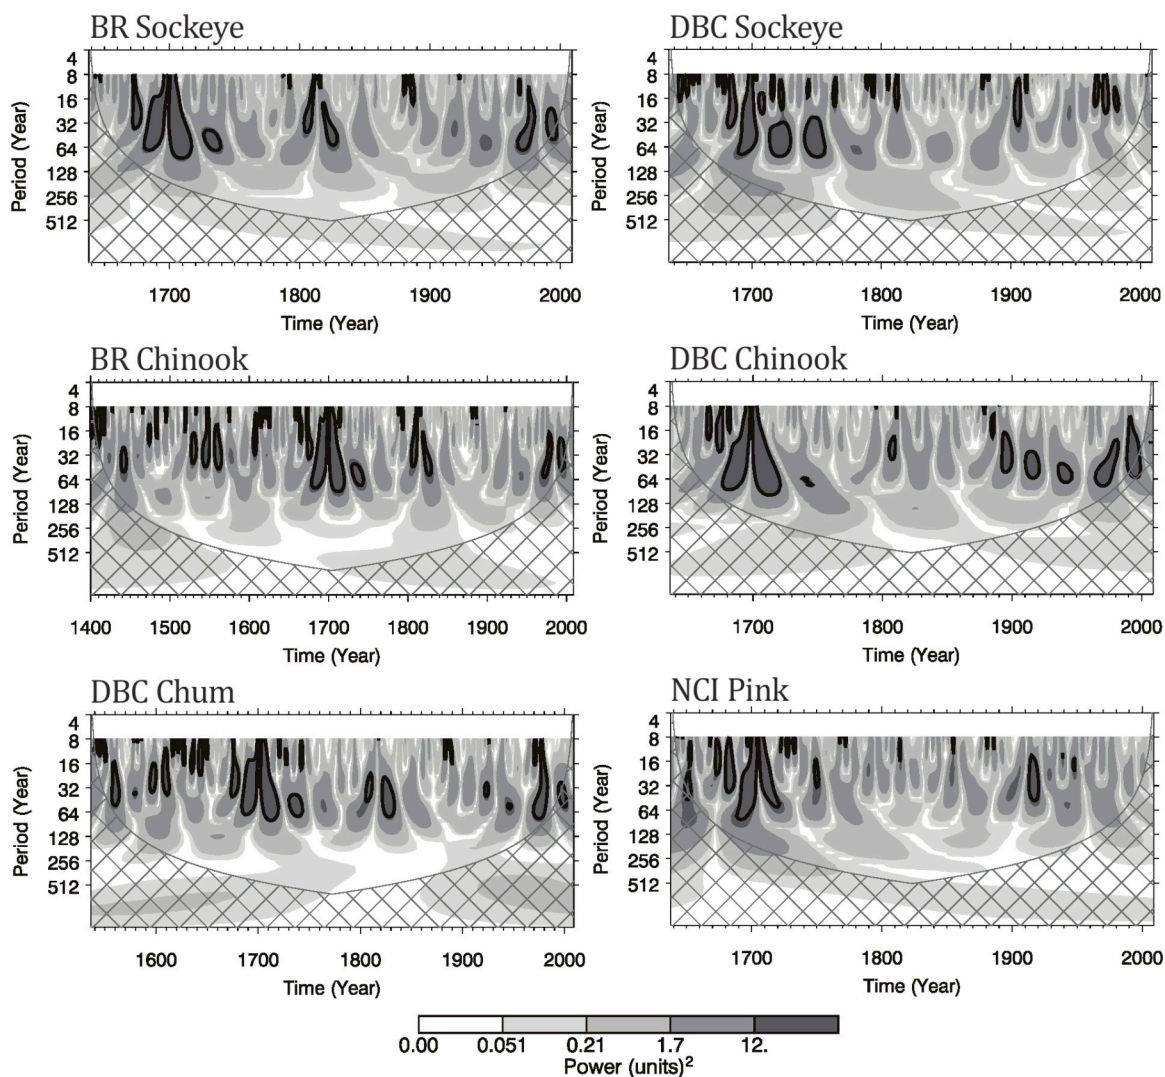 BR Sockeye
4
8
16
32
64
128
256
512
Period (Year)
1700 1800 1900 2000
Time (Year)
DBC Sockeye
4
8
16
32
64
128
256
512
Period (Year)
1700 1800 1900 2000
Time (Year)
BR Chinook
4
8
16
32
64
128
256
512
Period (Year)
1400 1500 1600 1700 1800 1900 2000
Time (Year)
DBC Chinook
4
8
16
32
64
128
256
512
Period (Year)
1700 1800 1900 2000
Time (Year)
DBC Chum
4
8
16
32
64
128
256
512
Period (Year)
1600 1700 1800 1900 2000
Time (Year)
NCI Pink
4
8
16
32
64
128
256
512
Period (Year)
1700 1800 1900 2000
Time (Year)
0.00 0.051 0.21 1.7 12.
Power (units)²